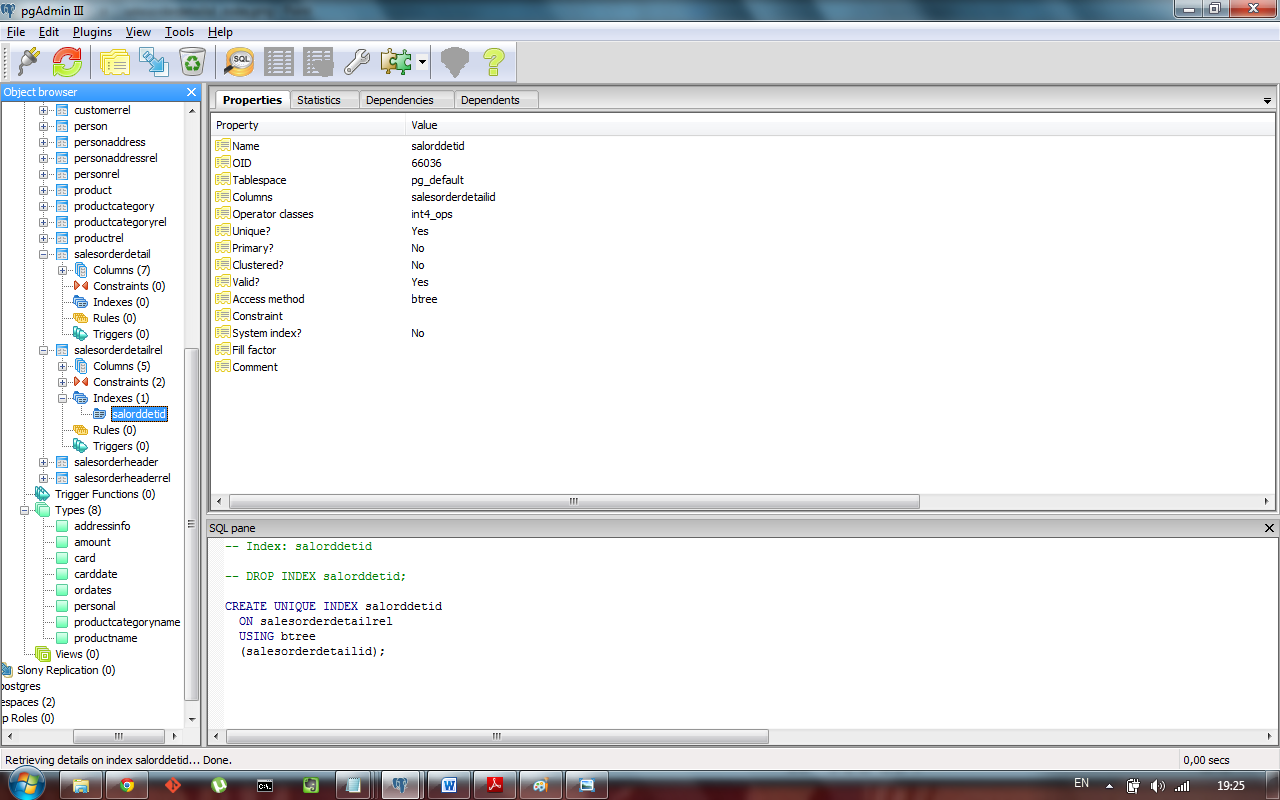 pgAdmin III
File Edit Plugins View Tools Help
SQL
Object browser
customerrel
person
personaddress
personaddressrel
personrel
product
productcategory
productcategoryrel
productrel
salesorderdetail
Columns (7)
Constraints (0)
Indexes (0)
Rules (0)
Triggers (0)
salesorderdetailrel
Columns (5)
Constraints (2)
Indexes (1)
salorddetid
Rules (0)
Triggers (0)
salesorderheader
salesorderheaderrel
Trigger Functions (0)
Types (8)
addressinfo
amount
card
carddate
ordates
personal
productcategoryname
productname
Views (0)
Slony Replication (0)
postgres
espaces (2)
p Roles (0)
Properties Statistics Dependencies Dependents
Property Value
Name salorddetid
OID 66036
Tablespace pg_default
Columns salesorderdetailid
Operator classes int4_ops
Unique? Yes
Primary? No
Clustered? No
Valid? Yes
Access method btree
Constraint
System index? No
Fill factor
Comment
SQL pane
-- Index: salorddetid
-- DROP INDEX salorddetid;
CREATE UNIQUE INDEX salorddetid
ON salesorderdetailrel
USING btree
(salesorderdetailid);
Retrieving details on index salorddetid... Done. 0,00 secs
EN 19:25